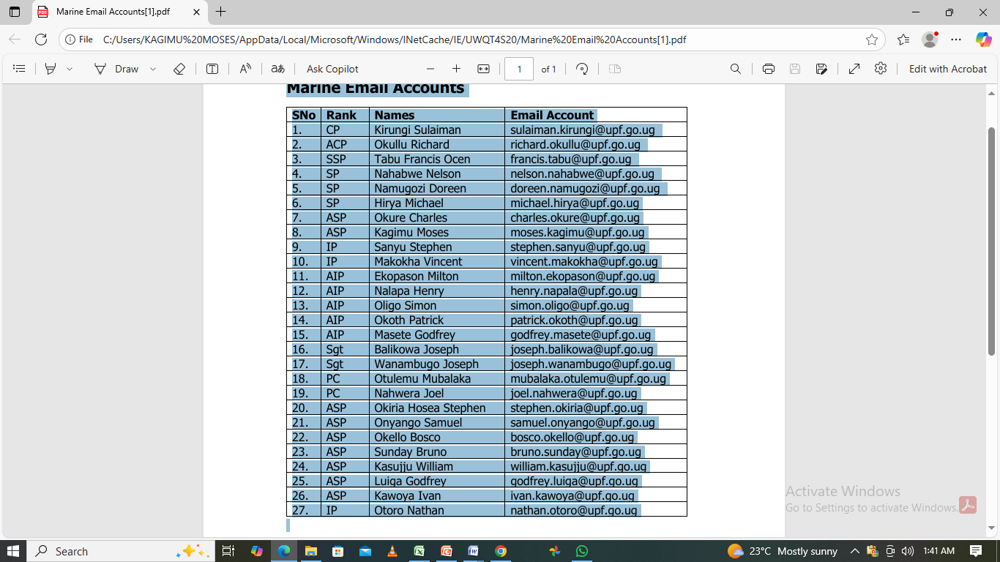 Marine Email Accounts[1].pdf
File C:/Users/KAGIMU%20MOSES/AppData/Local/Microsoft/Windows/INetCache/IE/UWQT4S20/Marine%20Email%20Accounts[1].pdf
Draw Ask Copilot 1 of 1 Edit with Acrobat
Marine Email Accounts
SNo Rank Names Email Account
1. CP Kirungi Sulaiman sulaiman.kirungi@upf.go.ug
2. ACP Okullu Richard richard.okullu@upf.go.ug
3. SSP Tabu Francis Ocen francis.tabu@upf.go.ug
4. SP Nahabwe Nelson nelson.nahabwe@upf.go.ug
5. SP Namugozi Doreen doreen.namugozi@upf.go.ug
6. SP Hirya Michael michael.hirya@upf.go.ug
7. ASP Okure Charles charles.okure@upf.go.ug
8. ASP Kagimu Moses moses.kagimu@upf.go.ug
9. IP Sanyu Stephen stephen.sanyu@upf.go.ug
10. IP Makokha Vincent vincent.makokha@upf.go.ug
11. AIP Ekopason Milton milton.ekopason@upf.go.ug
12. AIP Nalapa Henry henry.napala@upf.go.ug
13. AIP Oligo Simon simon.oligo@upf.go.ug
14. AIP Okoth Patrick patrick.okoth@upf.go.ug
15. AIP Masete Godfrey godfrey.masete@upf.go.ug
16. Sgt Balikowa Joseph joseph.balikowa@upf.go.ug
17. Sgt Wanambugo Joseph joseph.wanambugo@upf.go.ug
18. PC Otulemu Mubalaka mubalaka.otulemu@upf.go.ug
19. PC Nahwera Joel joel.nahwera@upf.go.ug
20. ASP Okiria Hosea Stephen stephen.okiria@upf.go.ug
21. ASP Onyango Samuel samuel.onyango@upf.go.ug
22. ASP Okello Bosco bosco.okello@upf.go.ug
23. ASP Sunday Bruno bruno.sunday@upf.go.ug
24. ASP Kasujju William william.kasujju@upf.go.ug
25. ASP Luiga Godfrey godfrey.luiga@upf.go.ug
26. ASP Kawoya Ivan ivan.kawoya@upf.go.ug
27. IP Otoro Nathan nathan.otoro@upf.go.ug
Activate Windows
Go to Settings to activate Windows.
Search 23°C Mostly sunny 1:41 AM